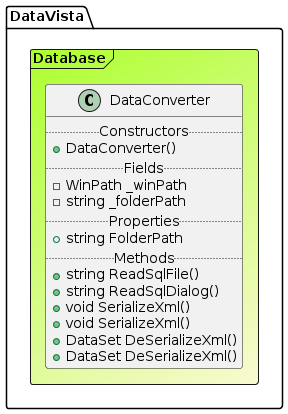 DataVista
Database
C DataConverter
Constructors
DataConverter()
Fields
WinPath _winPath
string _folderPath
Properties
string FolderPath
Methods
string ReadSqlFile()
string ReadSqlDialog()
void SerializeXml()
void SerializeXml()
DataSet DeSerializeXml()
DataSet DeSerializeXml()